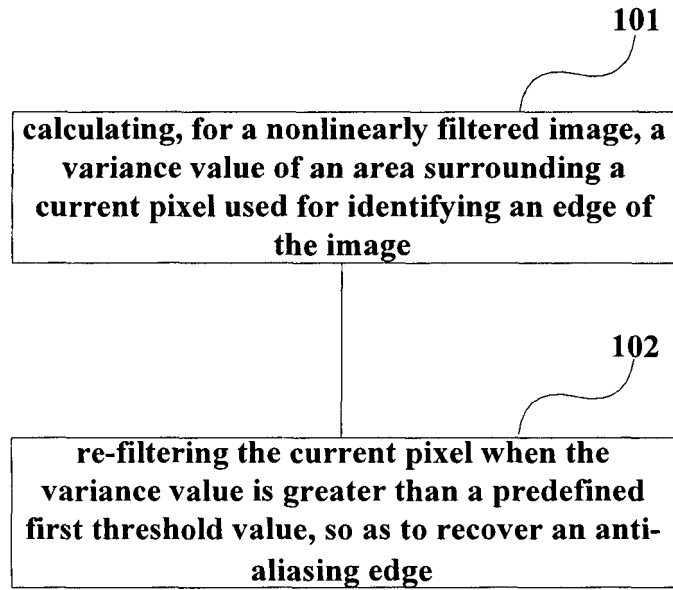 101
calculating, for a nonlinearly filtered image, a
variance value of an area surrounding a
current pixel used for identifying an edge of
the image
102
re-filtering the current pixel when the
variance value is greater than a predefined
first threshold value, so as to recover an anti-
aliasing edge